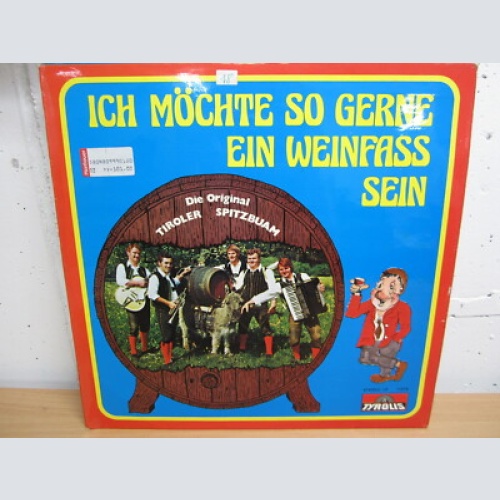 ICH MÖCHTE SO GERNE
EIN WEINFASS
SEIN
Die Original
TIROLER SPITZBUAM
TYROLIS